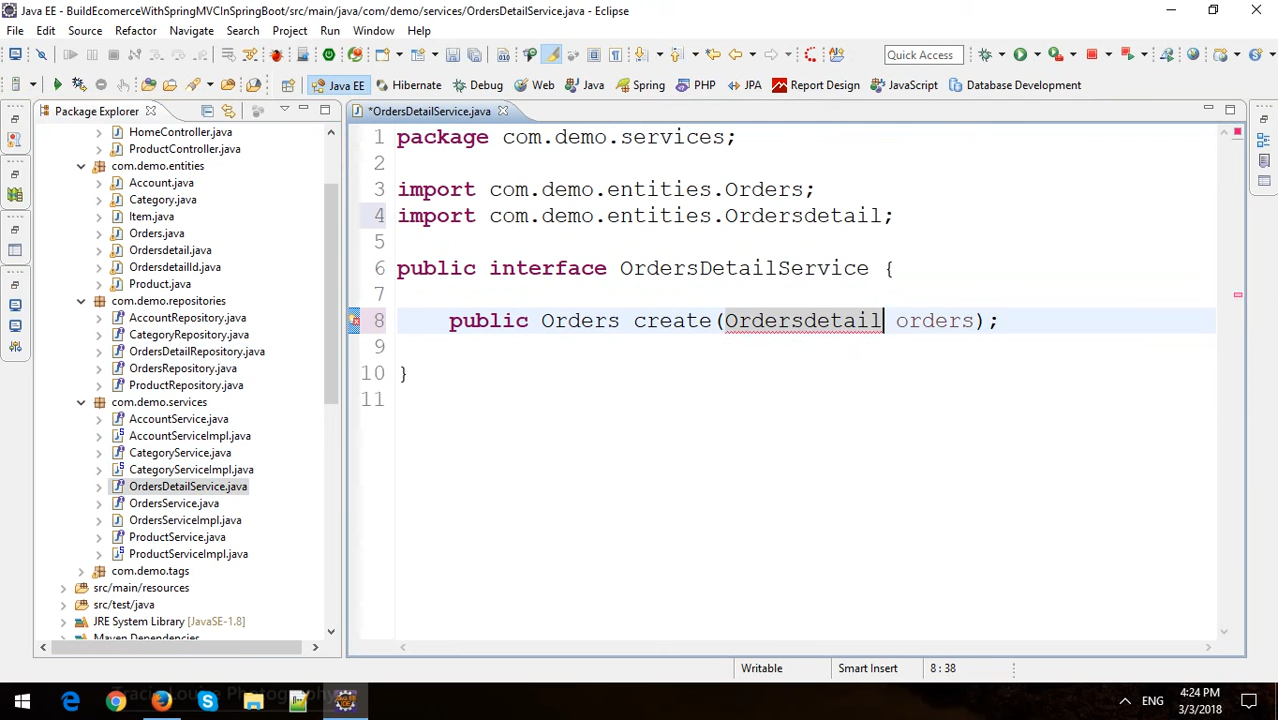 Java EE - BuildEcomerceWithSpringMVCInSpringBoot/src/main/java/com/demo/services/OrdersDetailService.java - Eclipse
File Edit Source Refactor Navigate Search Project Run Window Help
Quick Access
Java EE Hibernate Debug Web Java Spring PHP JPA Report Design JavaScript Database Development
Package Explorer
*OrdersDetailService.java
HomeController.java
ProductController.java
com.demo.entities
Account.java
Category.java
Item.java
Orders.java
Ordersdetail.java
OrdersdetailId.java
Product.java
com.demo.repositories
AccountRepository.java
CategoryRepository.java
OrdersDetailRepository.java
OrdersRepository.java
ProductRepository.java
com.demo.services
AccountService.java
AccountServiceImpl.java
CategoryService.java
CategoryServiceImpl.java
OrdersDetailService.java
OrdersService.java
OrdersServiceImpl.java
ProductService.java
ProductServiceImpl.java
com.demo.tags
src/main/resources
src/test/java
JRE System Library [JavaSE-1.8]
Maven Dependencies
1 package com.demo.services;
2
3 import com.demo.entities.Orders;
4 import com.demo.entities.Ordersdetail;
5
6 public interface OrdersDetailService {
7
8 public Orders create(Ordersdetail orders);
9
10 }
11
Writable Smart Insert 8 : 38
Tracie Louise Photography
ENG
4:24 PM
3/3/2018